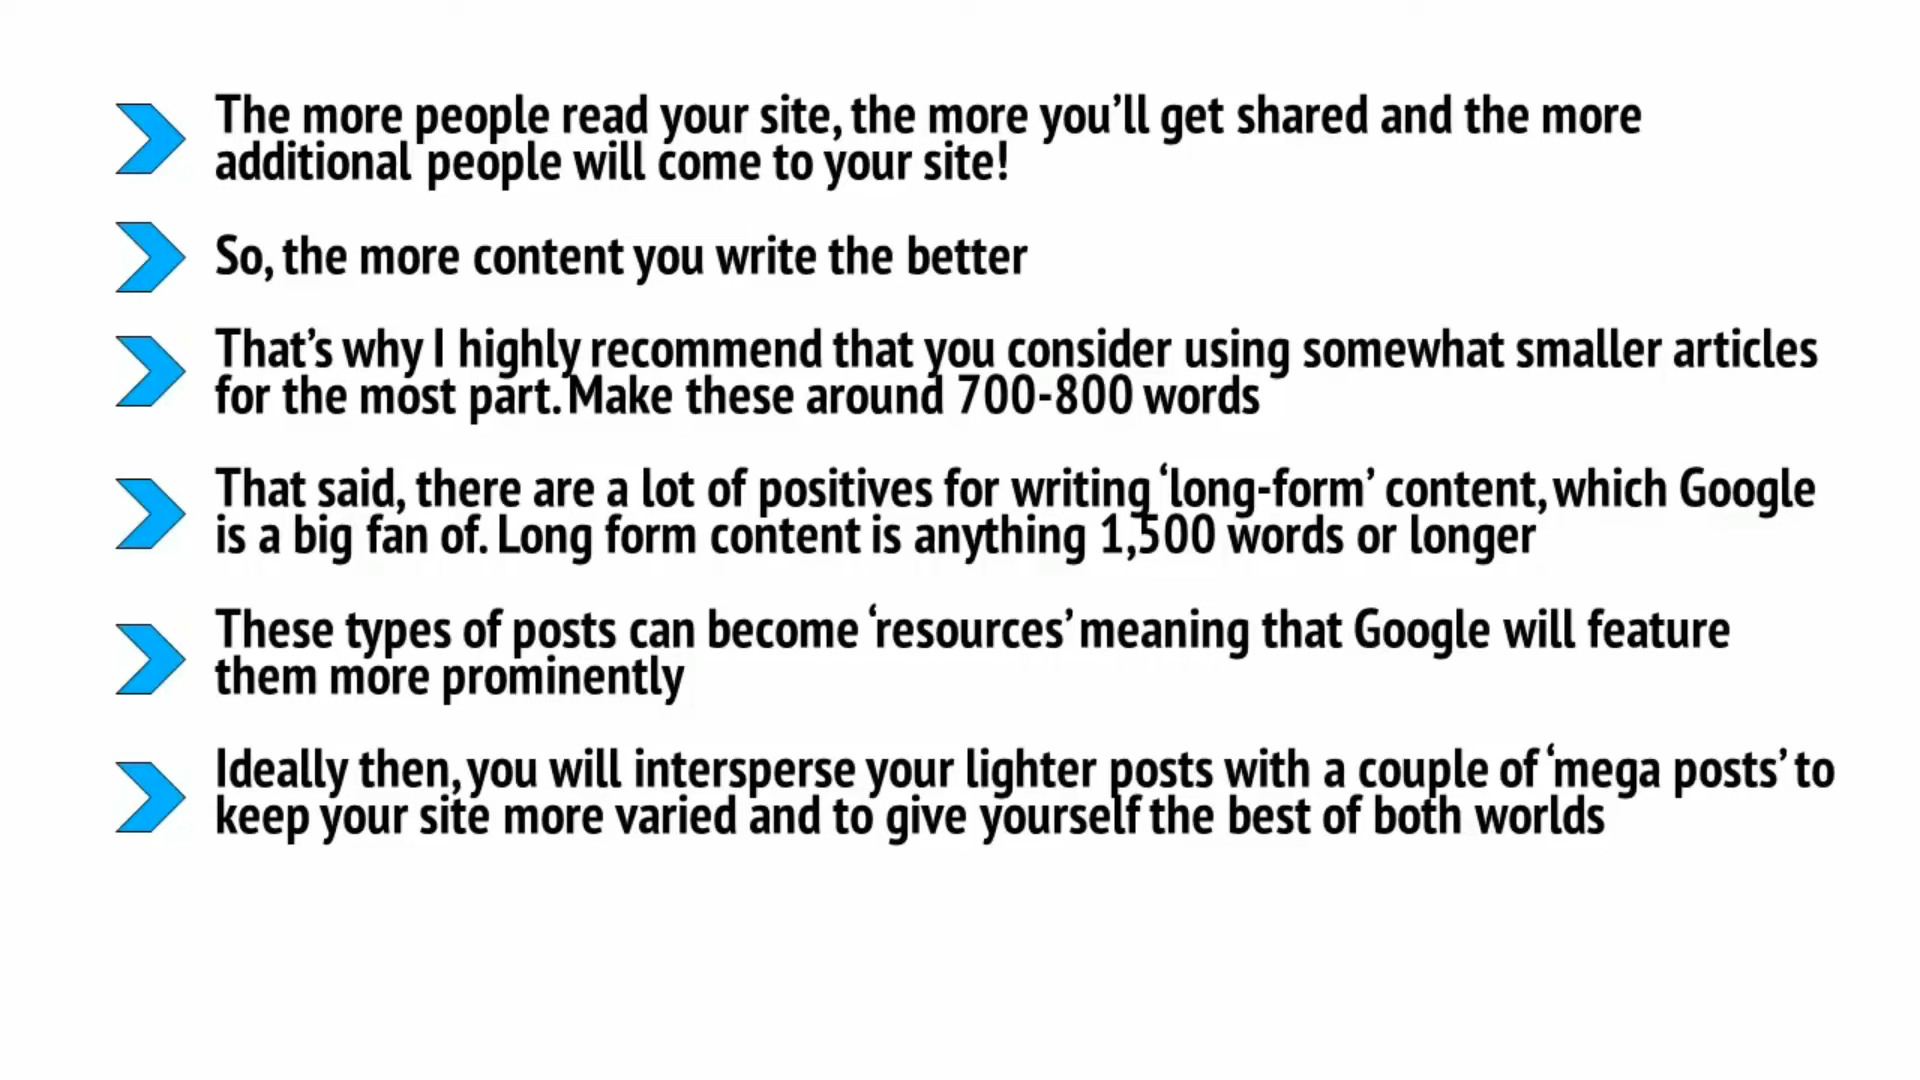 The more people read your site, the more you’ll get shared and the more
additional people will come to your site!
So, the more content you write the better
That’s why I highly recommend that you consider using somewhat smaller articles
for the most part. Make these around 700-800 words
That said, there are a lot of positives for writing ‘long-form’ content, which Google
is a big fan of. Long form content is anything 1,500 words or longer
These types of posts can become ‘resources’ meaning that Google will feature
them more prominently
Ideally then, you will intersperse your lighter posts with a couple of ‘mega posts’ to
keep your site more varied and to give yourself the best of both worlds